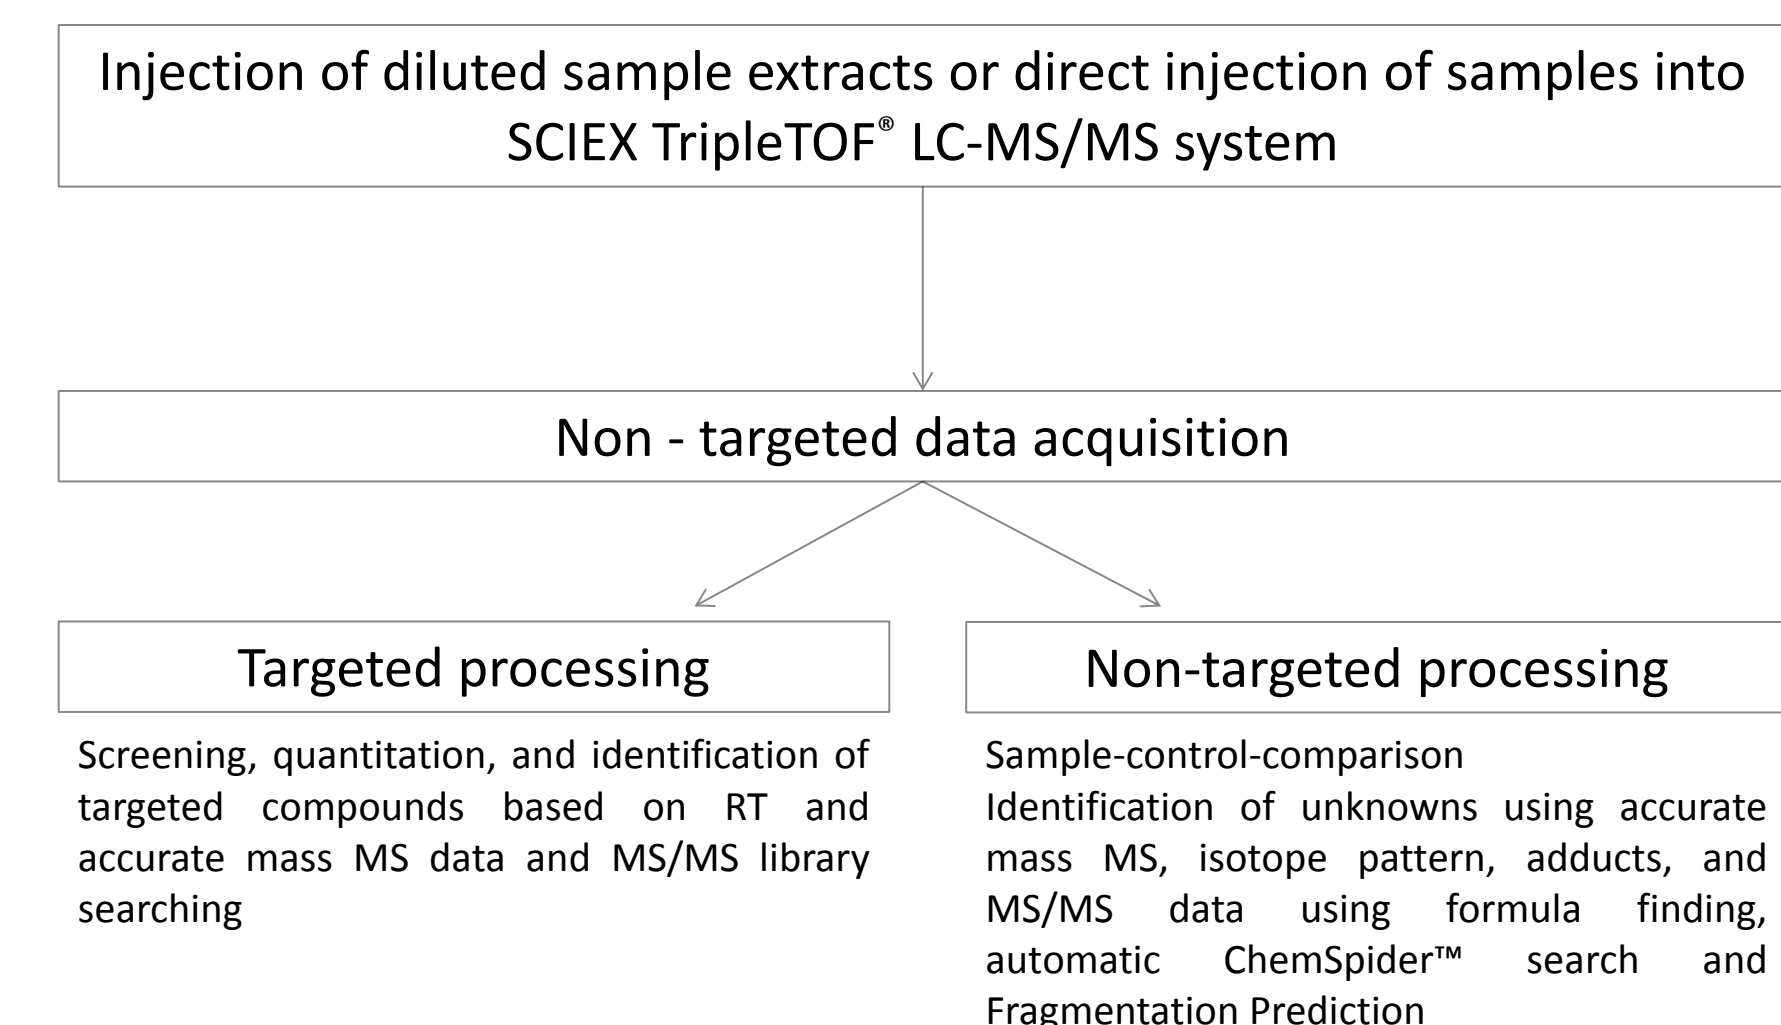 Injection of diluted sample extracts or direct injection of samples into
SCIEX TripleTOF® LC-MS/MS system
Non - targeted data acquisition
Targeted processing
Screening, quantitation, and identification of
targeted compounds based on RT and
accurate mass MS data and MS/MS library
searching
Non-targeted processing
Sample-control-comparison
Identification of unknowns using accurate
mass MS, isotope pattern, adducts, and
MS/MS data using formula finding,
automatic ChemSpider™ search and
Fragmentation Prediction